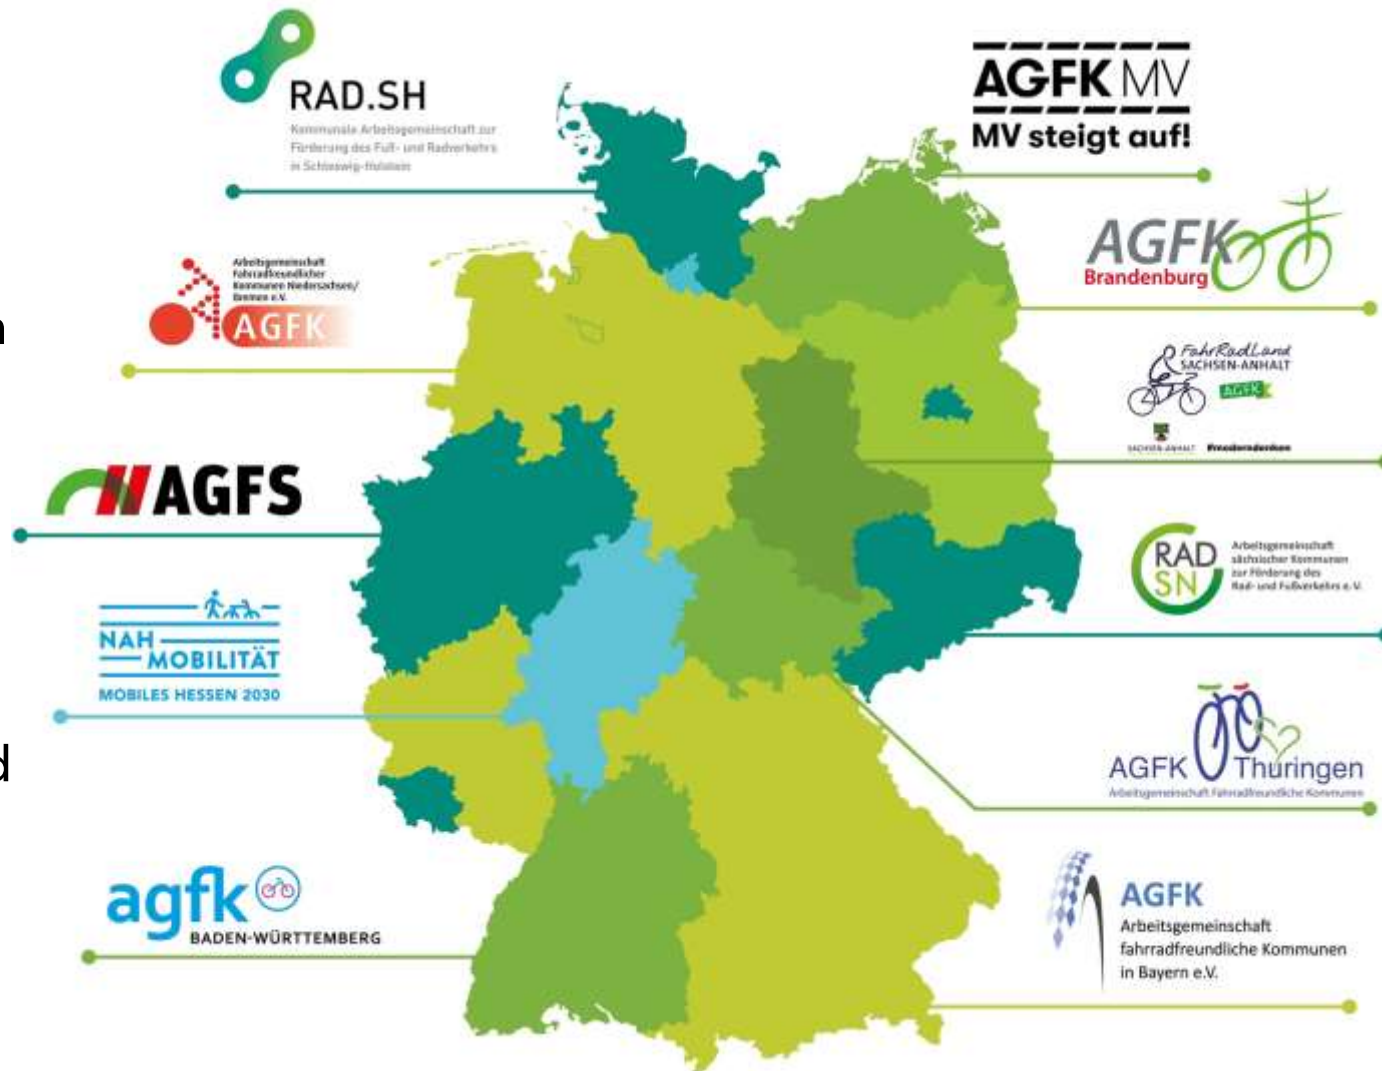 RAD.SH
Kommunale Arbeitsgemeinschaft zur
Förderung des Fuß- und Radverkehrs
in Schleswig-Holstein
AGFK MV
MV steigt auf!
AGFK
Brandenburg
Arbeitsgemeinschaft
Fahrradfreundlicher
Kommunen Niedersachsen/
Bremen e.V.
AGFK
n
FahrRadLand
SACHSEN-ANHALT
AGFK
SACHSEN-ANHALT #moderndenken
AGFS
RAD
SN
Arbeitsgemeinschaft
sächsischer Kommunen
zur Förderung des
Rad- und Fußverkehrs e. V.
NAH
MOBILITÄT
MOBILES HESSEN 2030
d
AGFK Thüringen
Arbeitsgemeinschaft Fahrradfreundliche Kommunen
agfk
BADEN-WÜRTTEMBERG
AGFK
Arbeitsgemeinschaft
fahrradfreundliche Kommunen
in Bayern e.V.